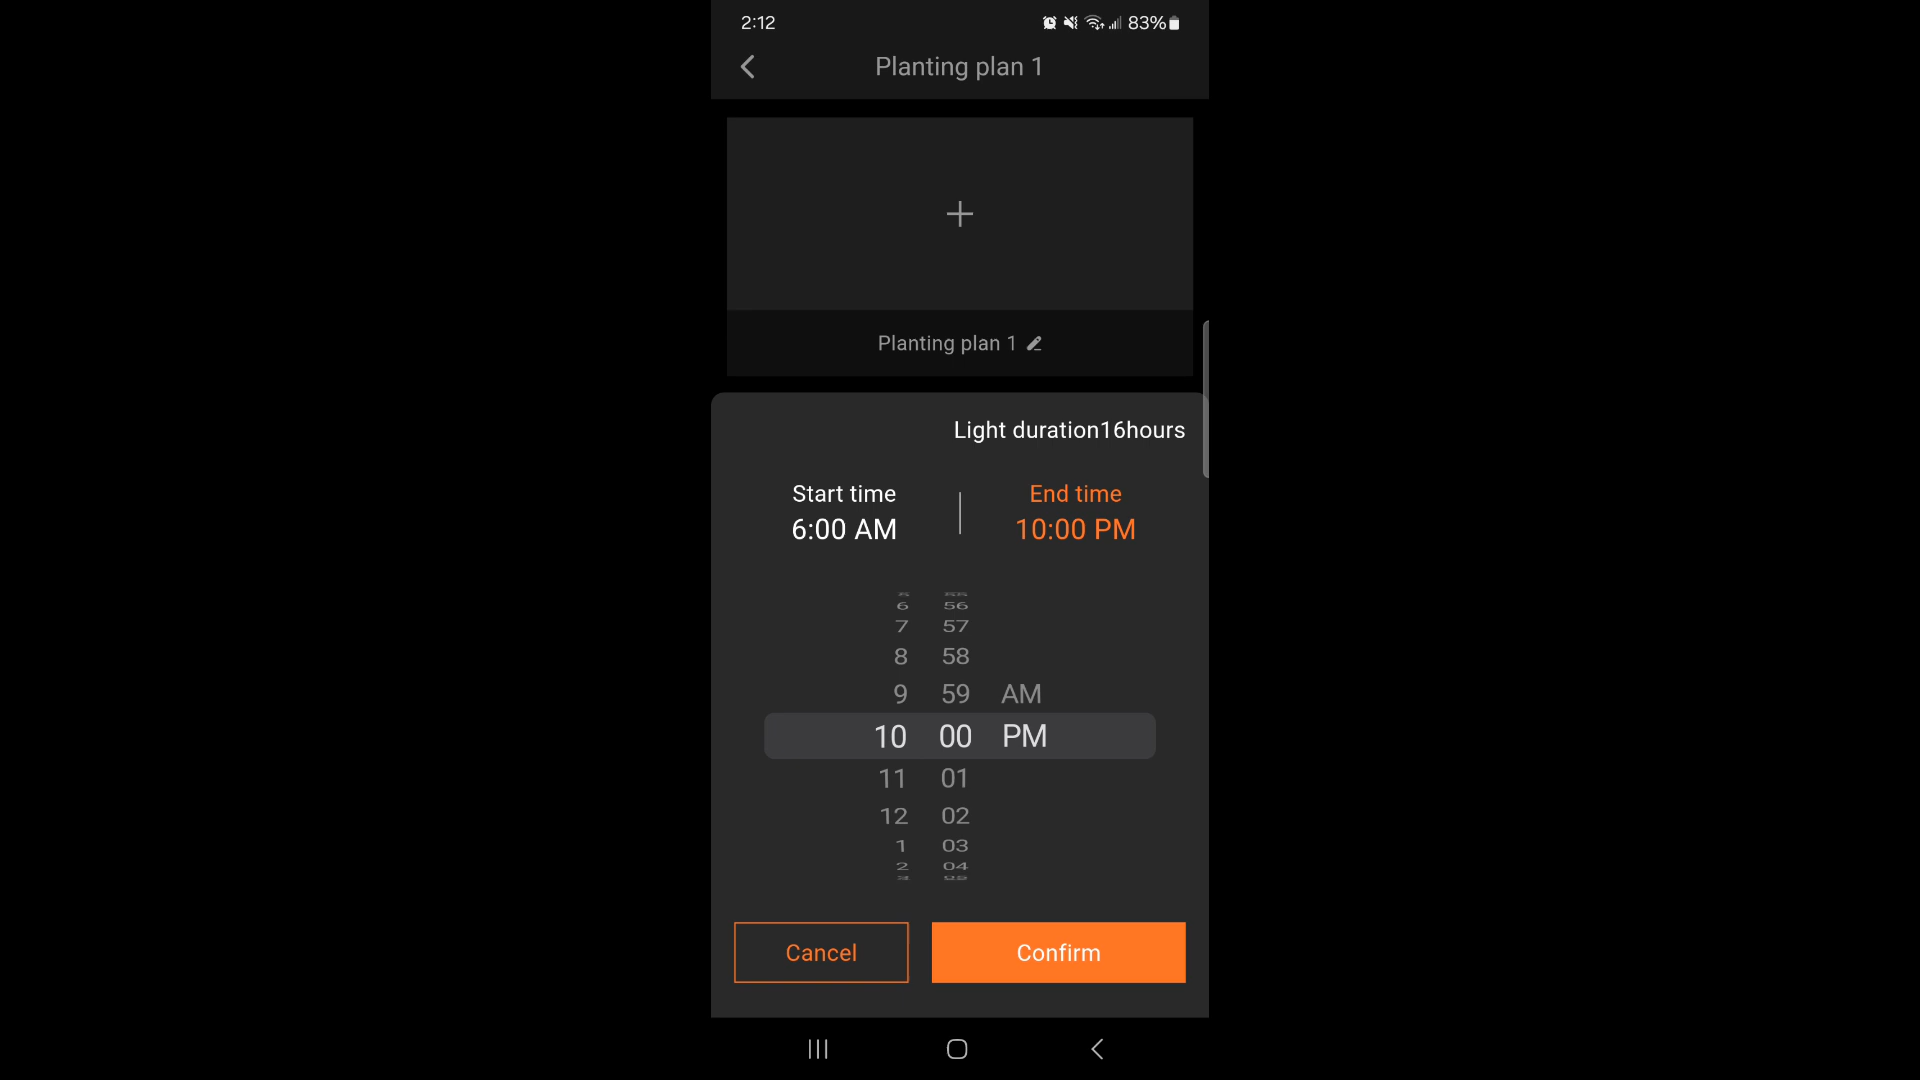 2:12
83%
Planting plan 1
Planting plan 1
Light duration16hours
Start time
End time
6:00 AM
10:00 PM
6 56
7 57
8 58
9 59 AM
10 00 PM
11 01
12 02
1 03
2 04
Cancel
Confirm